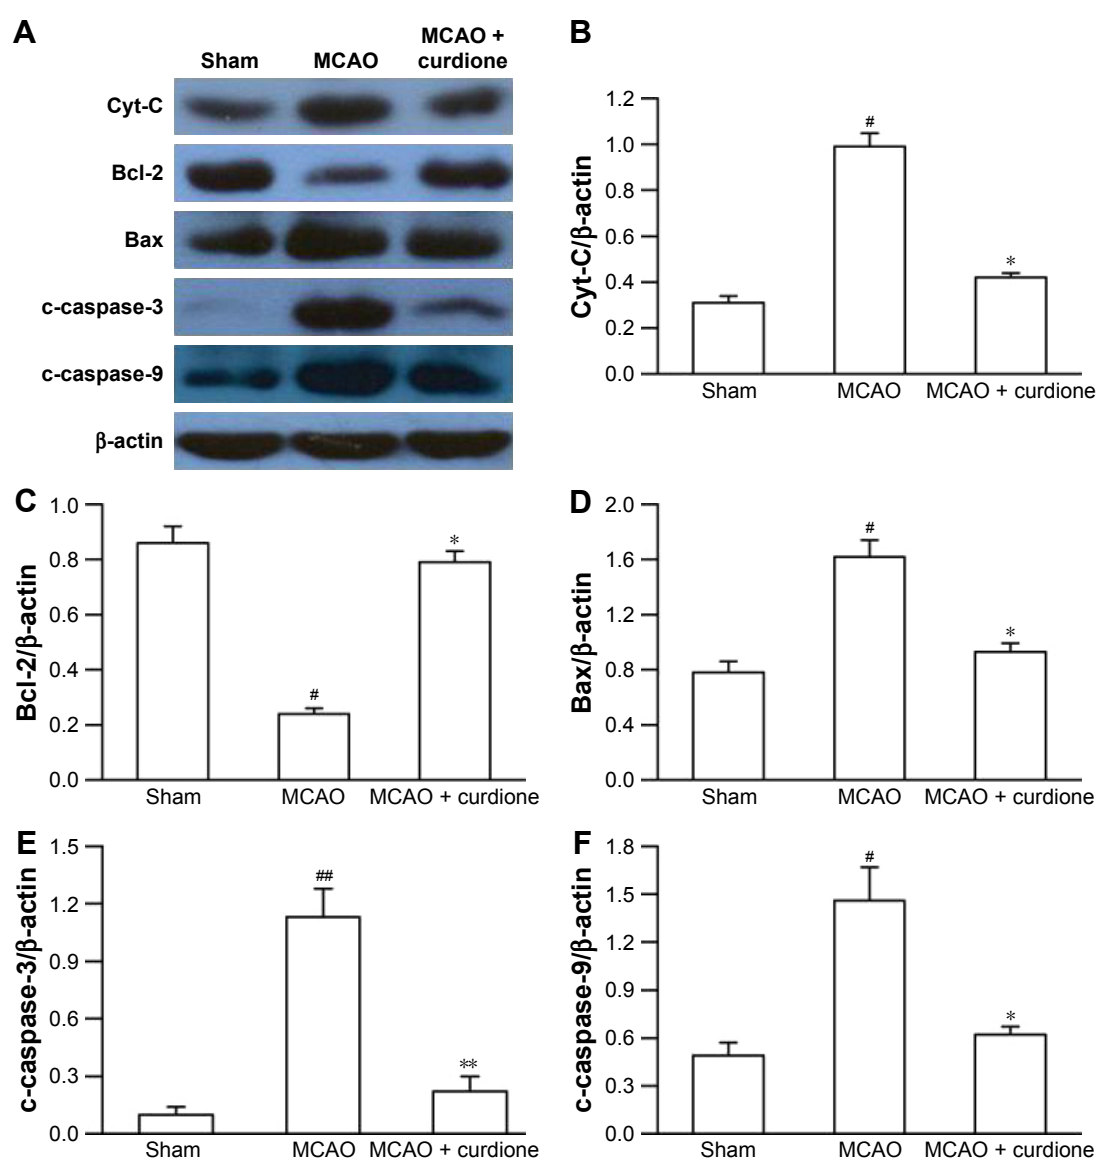 A
Sham
MCAO
MCAO +
curdione
Cyt-C
Bcl-2
Bax
c-caspase-3
c-caspase-9
β-actin
B
Cyt-C/β-actin
1.2
1.0
0.8
0.6
0.4
0.2
0.0
#
*
Sham
MCAO
MCAO + curdione
C
Bcl-2/β-actin
1.0
0.8
0.6
0.4
0.2
0.0
#
*
Sham
MCAO
MCAO + curdione
D
Bax/β-actin
2.0
1.6
1.2
0.8
0.4
0.0
#
*
Sham
MCAO
MCAO + curdione
E
c-caspase-3/β-actin
1.5
1.2
0.9
0.6
0.3
0.0
##
**
Sham
MCAO
MCAO + curdione
F
c-caspase-9/β-actin
1.8
1.5
1.2
0.9
0.6
0.3
0.0
#
*
Sham
MCAO
MCAO + curdione